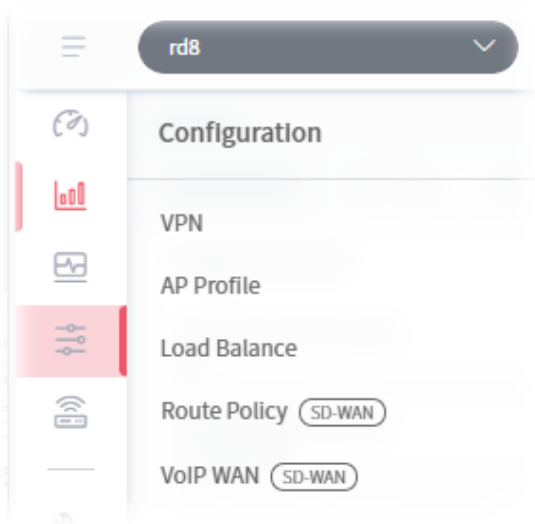 rd8
Configuration
VPN
AP Profile
Load Balance
Route Policy SD-WAN
VoIP WAN SD-WAN